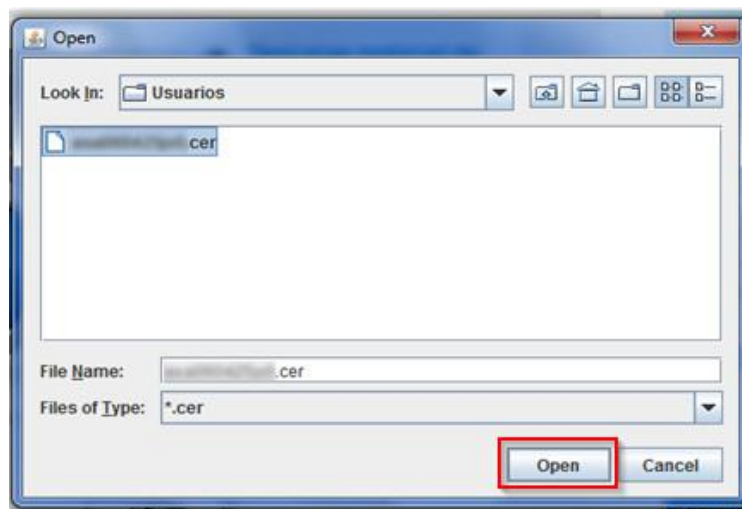 Open
Look In: Usuarios
.cer
File Name: .cer
Files of Type: *.cer
Open Cancel